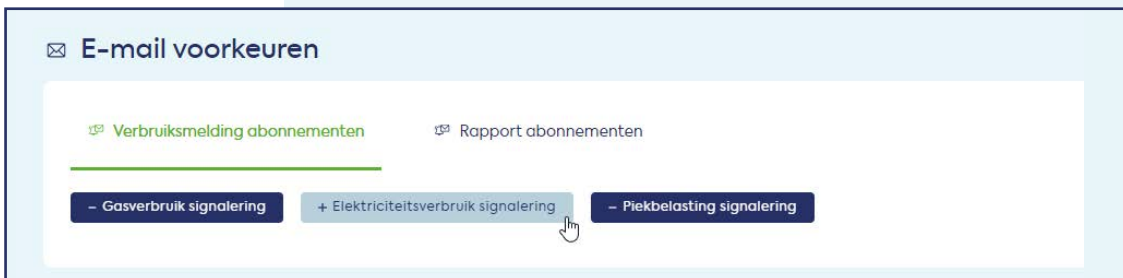 E-mail voorkeuren
Verbruiksmelding abonnementen
Rapport abonnementen
– Gasverbruik signalering
+ Elektriciteitsverbruik signalering
– Piekbelasting signalering